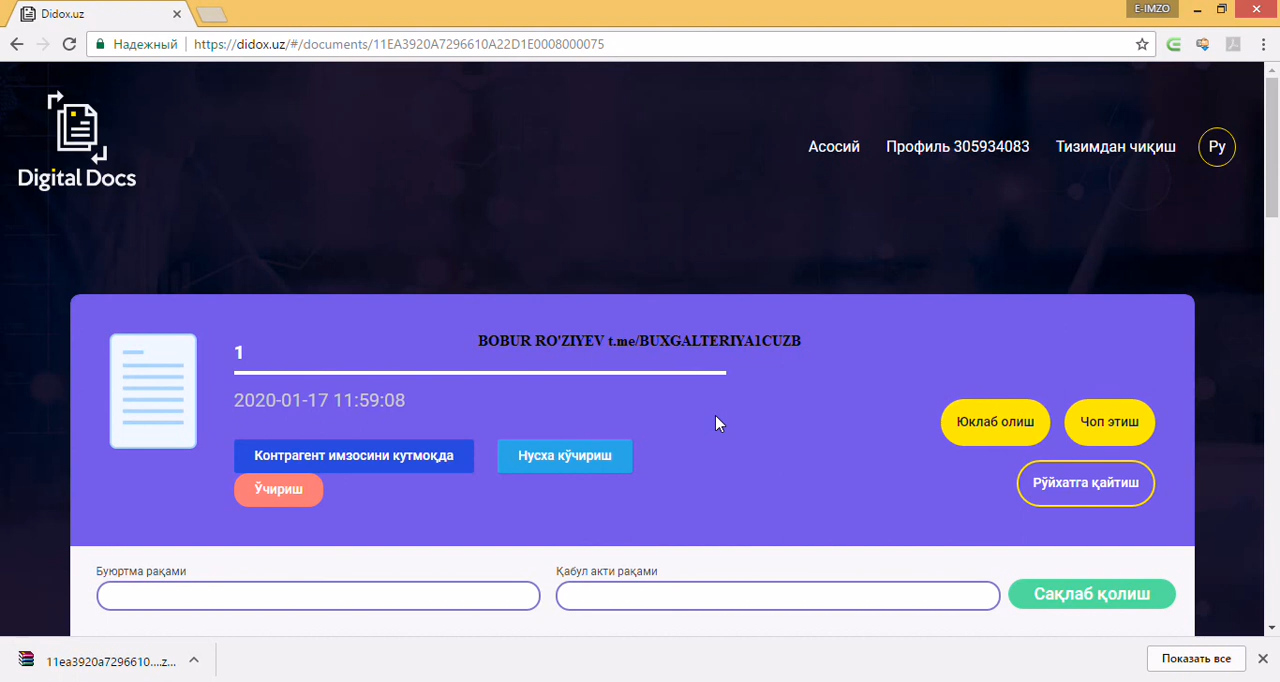 Didox.uz
E-IMZO
Надежный
https://didox.uz/#/documents/11EA3920A7296610A22D1E0008000075
Digital Docs
Асосий
Профиль 305934083
Тизимдан чиқиш
Ру
BOBUR RO'ZIYEV t.me/BUXGALTERIYA1CUZB
1
2020-01-17 11:59:08
Юклаб олиш
Чоп этиш
Контрагент имзосини кутмоқда
Нусха кўчириш
Ўчириш
Рўйхатга қайтиш
Буюртма рақами
Қабул акти рақами
Сақлаб қолиш
11ea3920a7296610....z...
Показать все